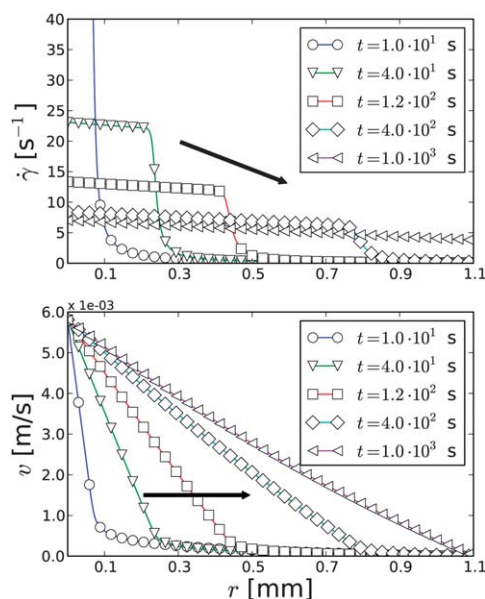 40
35
30
25
20
15
10
5
0
γ̇ [s⁻¹]
t = 1.0·10¹ s
t = 4.0·10¹ s
t = 1.2·10² s
t = 4.0·10² s
t = 1.0·10³ s
0.1 0.3 0.5 0.7 0.9 1.1
x 1e-03
6.0
5.0
4.0
3.0
2.0
1.0
0.0
v [m/s]
t = 1.0·10¹ s
t = 4.0·10¹ s
t = 1.2·10² s
t = 4.0·10² s
t = 1.0·10³ s
0.1 0.3 0.5 0.7 0.9 1.1
r [mm]